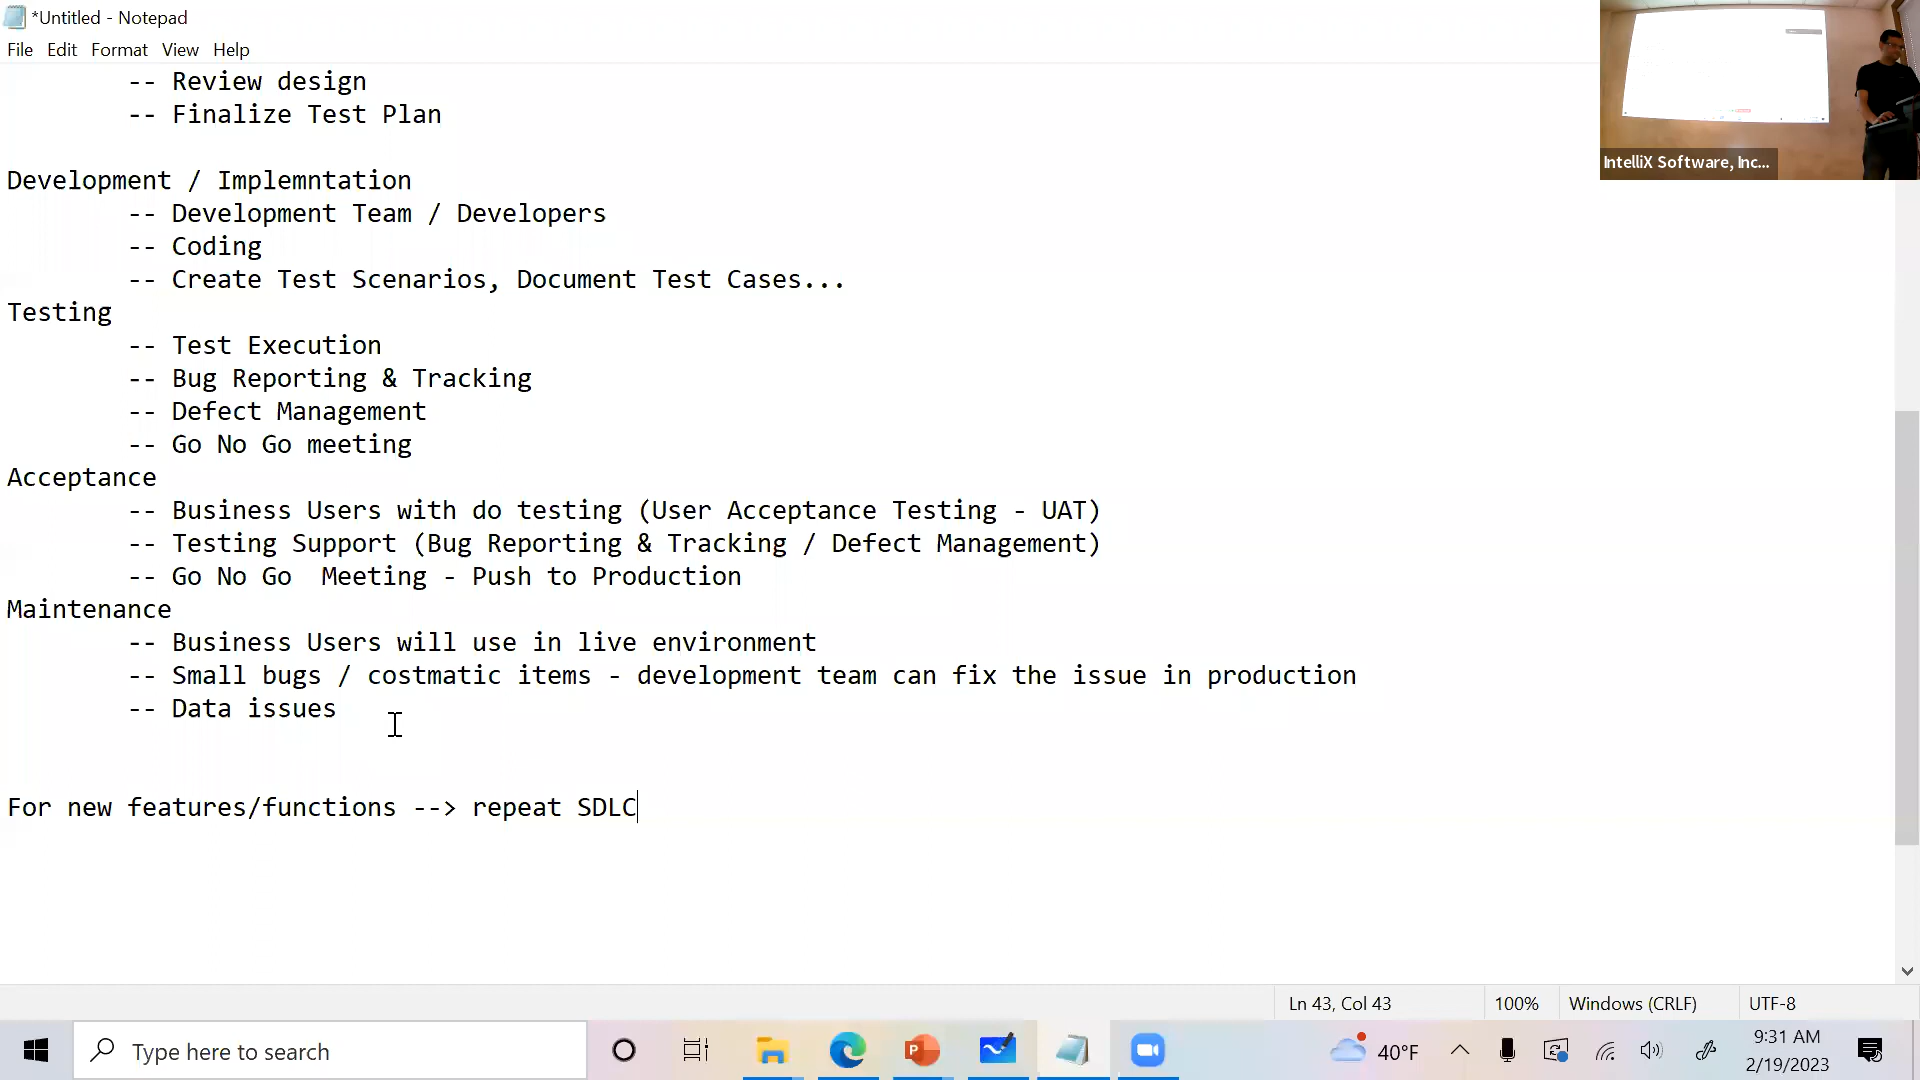 *Untitled - Notepad
File Edit Format View Help
-- Review design
-- Finalize Test Plan
Development / Implemntation
-- Development Team / Developers
-- Coding
-- Create Test Scenarios, Document Test Cases...
Testing
-- Test Execution
-- Bug Reporting & Tracking
-- Defect Management
-- Go No Go meeting
Acceptance
-- Business Users with do testing (User Acceptance Testing - UAT)
-- Testing Support (Bug Reporting & Tracking / Defect Management)
-- Go No Go  Meeting - Push to Production
Maintenance
-- Business Users will use in live environment
-- Small bugs / costmatic items - development team can fix the issue in production
-- Data issues
For new features/functions --> repeat SDLC
IntelliX Software, Inc...
Ln 43, Col 43
100%
Windows (CRLF)
UTF-8
Type here to search
40°F
9:31 AM
2/19/2023